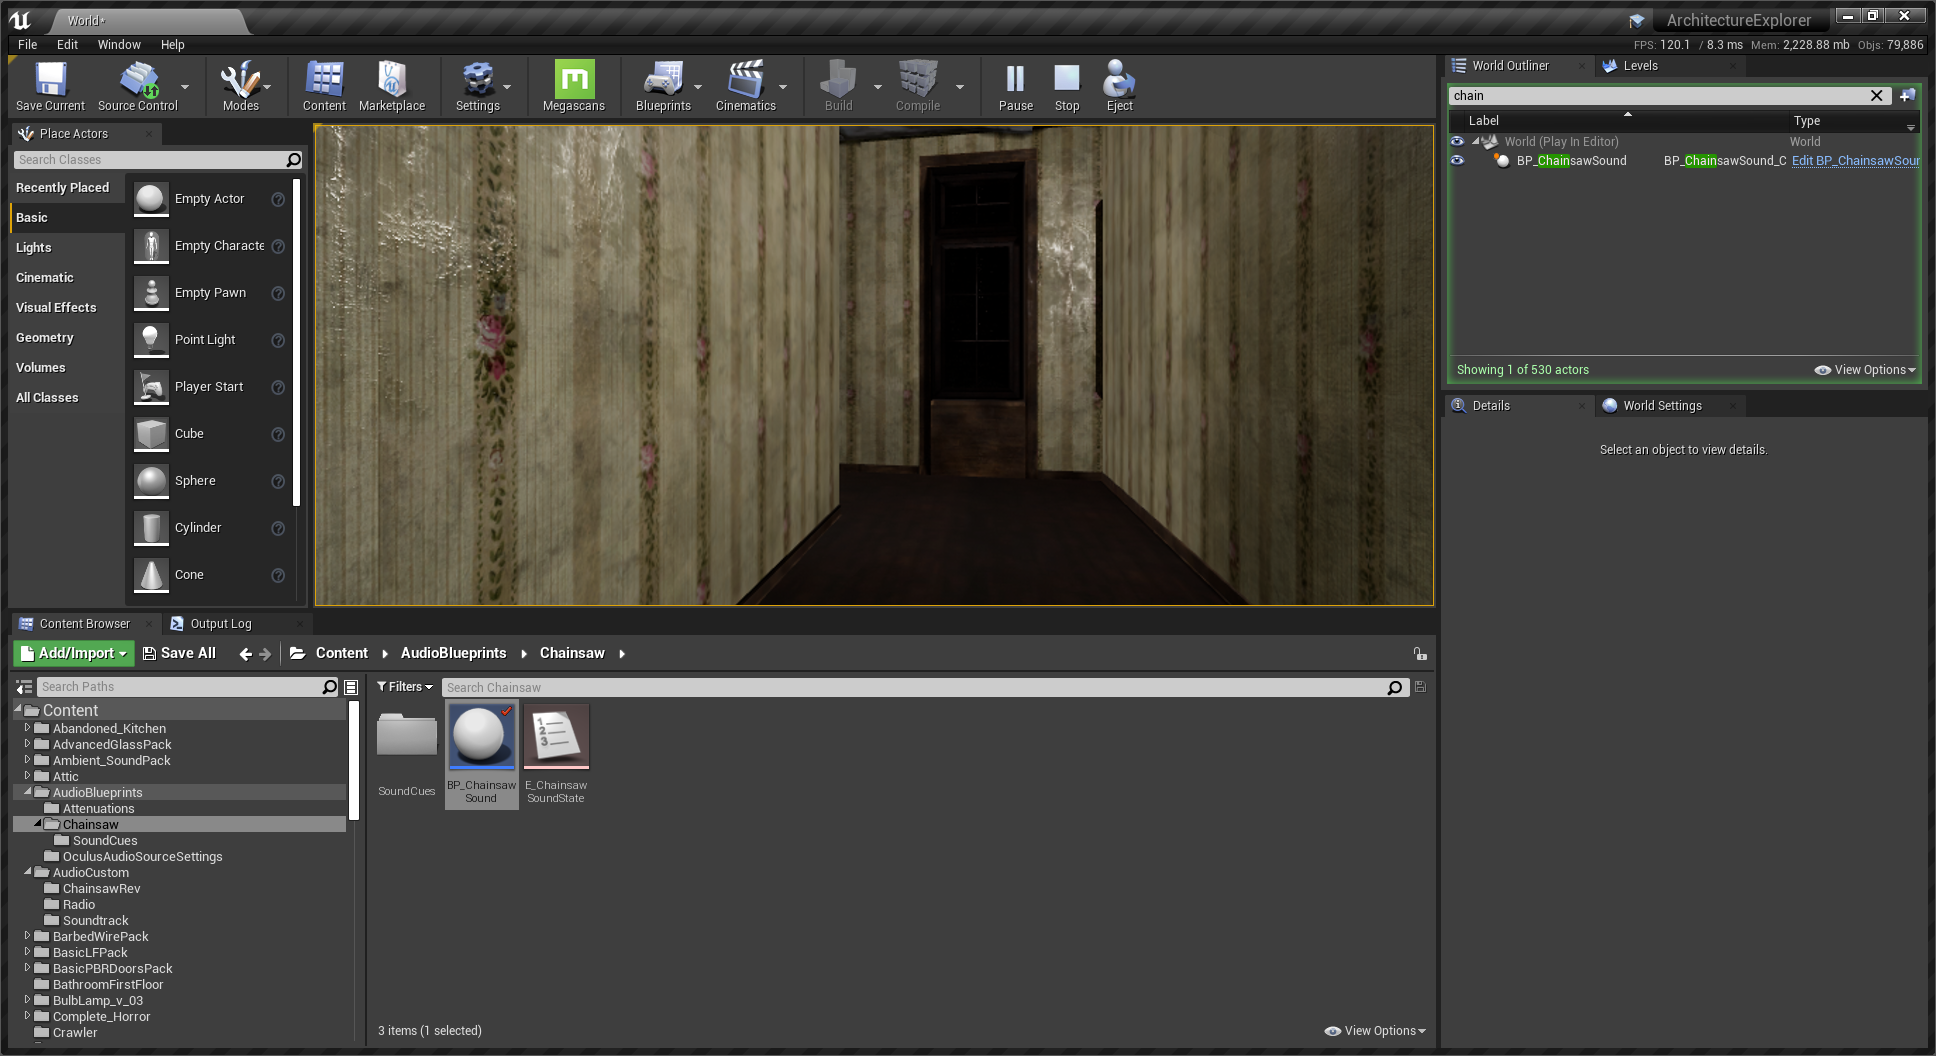 World*
ArchitectureExplorer
File Edit Window Help
FPS: 120.1 / 8.3 ms Mem: 2,228.88 mb Objs: 79,886
Save Current
Source Control
Modes
Content
Marketplace
Settings
Megascans
Blueprints
Cinematics
Build
Compile
Pause
Stop
Eject
Place Actors
Search Classes
Recently Placed
Basic
Lights
Cinematic
Visual Effects
Geometry
Volumes
All Classes
Empty Actor
Empty Characte
Empty Pawn
Point Light
Player Start
Cube
Sphere
Cylinder
Cone
World Outliner
Levels
chain
Label Type
World (Play In Editor) World
BP_ChainsawSound BP_ChainsawSound_C Edit BP_ChainsawSour
Showing 1 of 530 actors
View Options
Details
World Settings
Select an object to view details.
Content Browser
Output Log
Add/Import
Save All
Content
AudioBlueprints
Chainsaw
Search Paths
Content
Abandoned_Kitchen
AdvancedGlassPack
Ambient_SoundPack
Attic
AudioBlueprints
Attenuations
Chainsaw
SoundCues
OculusAudioSourceSettings
AudioCustom
ChainsawRev
Radio
Soundtrack
BarbedWirePack
BasicLFPack
BasicPBRDoorsPack
BathroomFirstFloor
BulbLamp_v_03
Complete_Horror
Crawler
Filters
Search Chainsaw
SoundCues
BP_Chainsaw
Sound
1
2
3
E_Chainsaw
SoundState
3 items (1 selected)
View Options